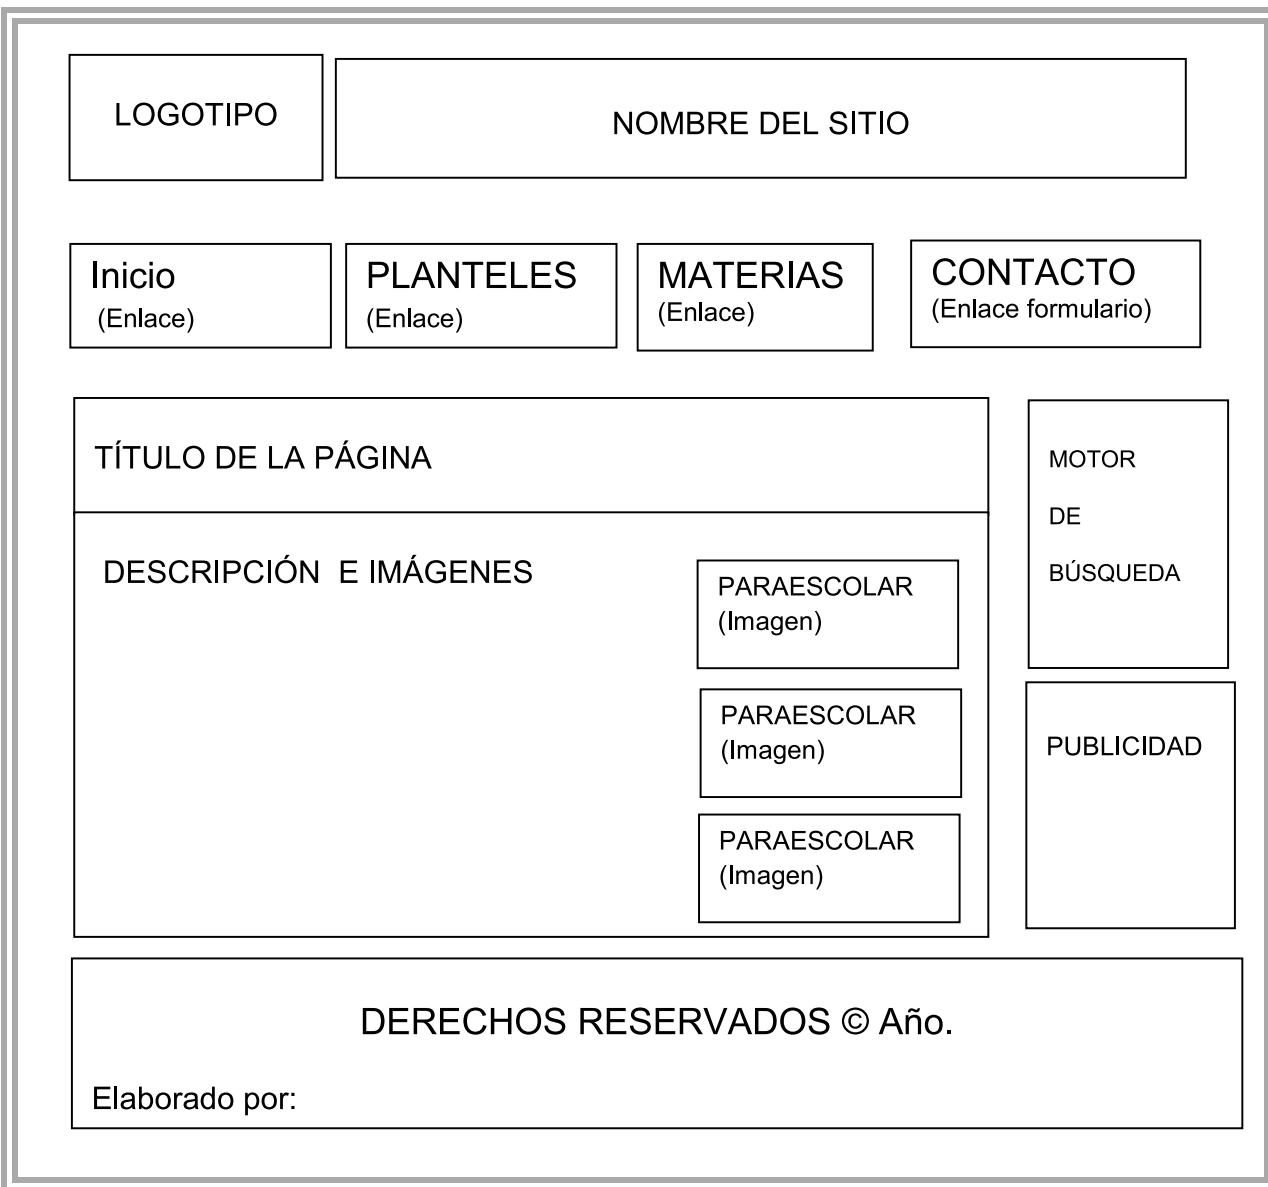 LOGOTIPO
NOMBRE DEL SITIO
Inicio
(Enlace)
PLANTELES
(Enlace)
MATERIAS
(Enlace)
CONTACTO
(Enlace formulario)
TÍTULO DE LA PÁGINA
DESCRIPCIÓN  E IMÁGENES
PARAESCOLAR
(Imagen)
PARAESCOLAR
(Imagen)
PARAESCOLAR
(Imagen)
MOTOR
DE
BÚSQUEDA
PUBLICIDAD
DERECHOS RESERVADOS © Año.
Elaborado por: